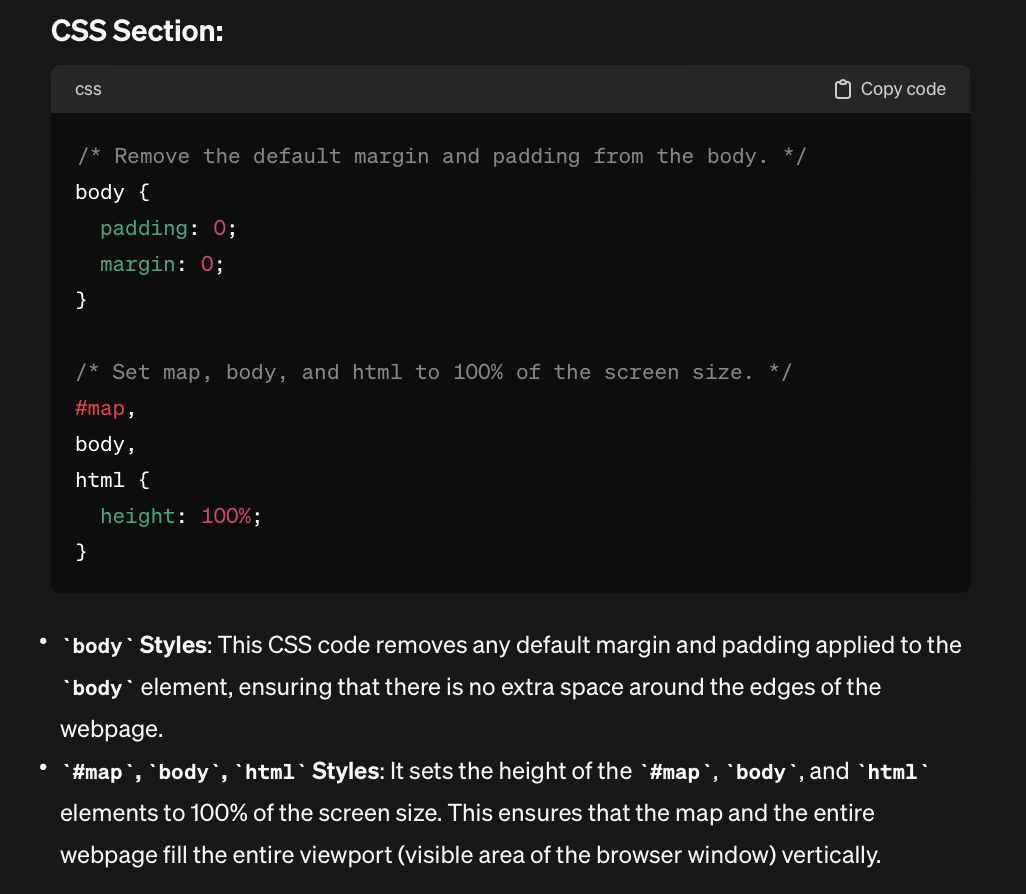 CSS Section:
css
Copy code
/* Remove the default margin and padding from the body. */
body {
  padding: 0;
  margin: 0;
}
/* Set map, body, and html to 100% of the screen size. */
#map,
body,
html {
  height: 100%;
}
• `body` Styles: This CSS code removes any default margin and padding applied to the
`body` element, ensuring that there is no extra space around the edges of the
webpage.
• `#map`, `body`, `html` Styles: It sets the height of the `#map`, `body`, and `html`
elements to 100% of the screen size. This ensures that the map and the entire
webpage fill the entire viewport (visible area of the browser window) vertically.